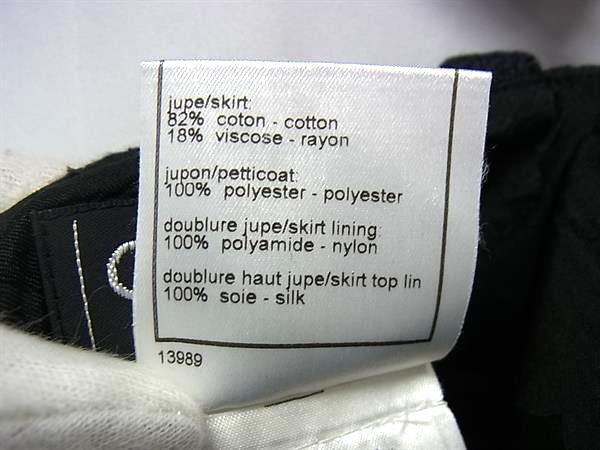 jupe/skirt:
82% coton - cotton
18% viscose - rayon
jupon/petticoat:
100% polyester - polyester
doublure jupe/skirt lining:
100% polyamide - nylon
doublure haut jupe/skirt top lin
100% soie - silk
13989